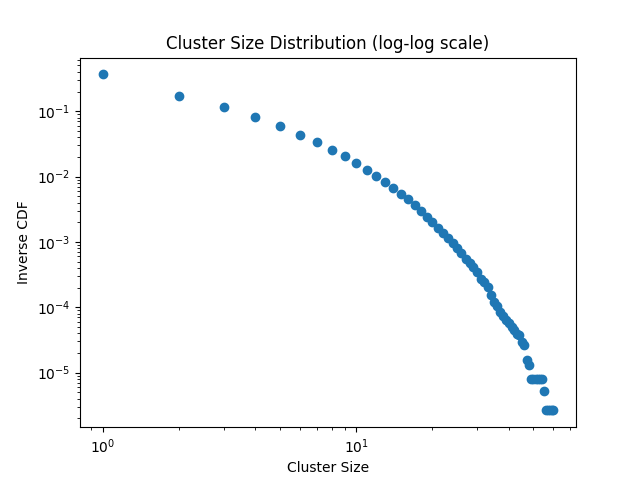 Cluster Size Distribution (log-log scale)
Inverse CDF
10⁻¹
10⁻²
10⁻³
10⁻⁴
10⁻⁵
10⁰
10¹
Cluster Size